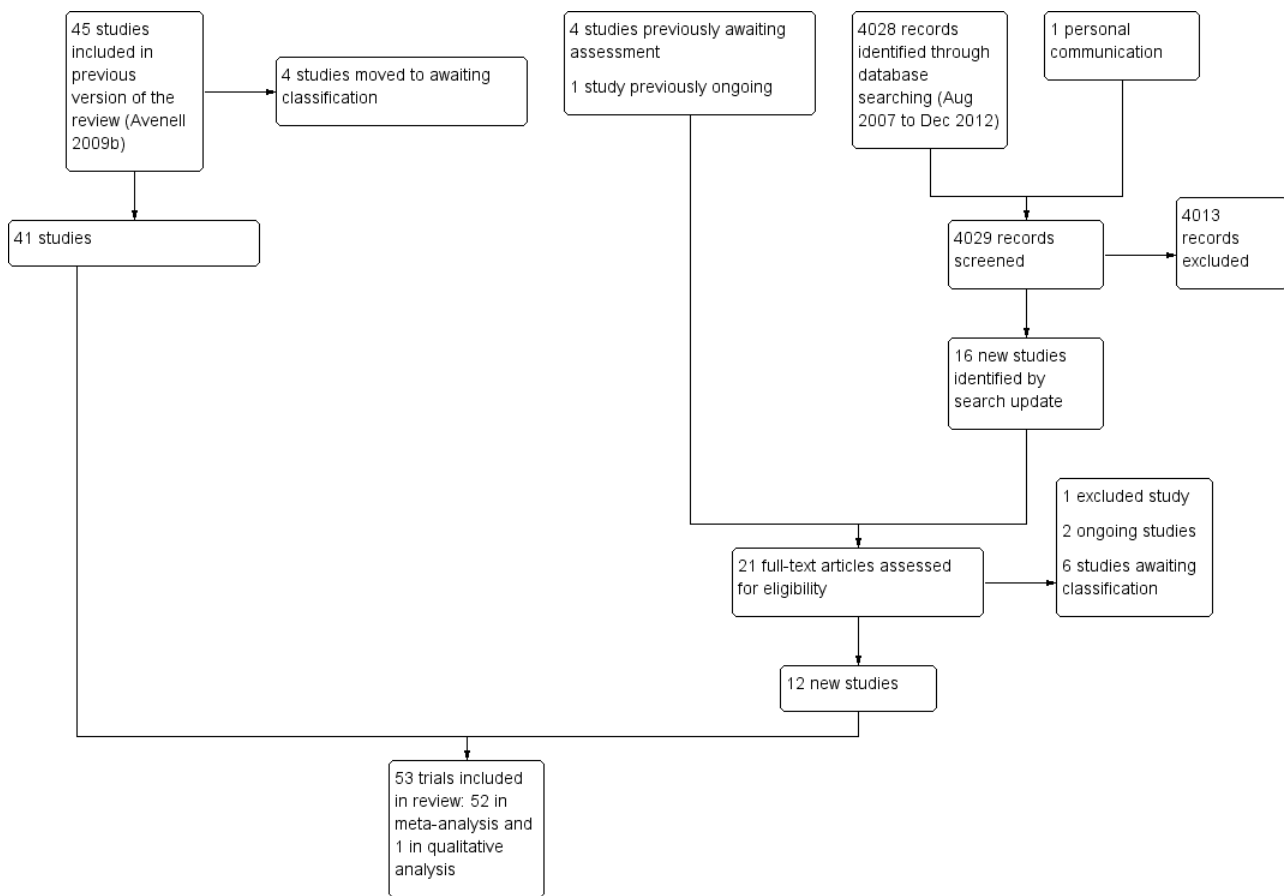 45 studies
included in
previous
version of the
review (Avenell
2009b)
4 studies moved to awaiting
classification
4 studies previously awaiting
assessment
1 study previously ongoing
4028 records
identified through
database
searching (Aug
2007 to Dec 2012)
1 personal
communication
41 studies
4029 records
screened
4013
records
excluded
16 new studies
identified by
search update
21 full-text articles assessed
for eligibility
1 excluded study
2 ongoing studies
6 studies awaiting
classification
12 new studies
53 trials included
in review: 52 in
meta-analysis and
1 in qualitative
analysis